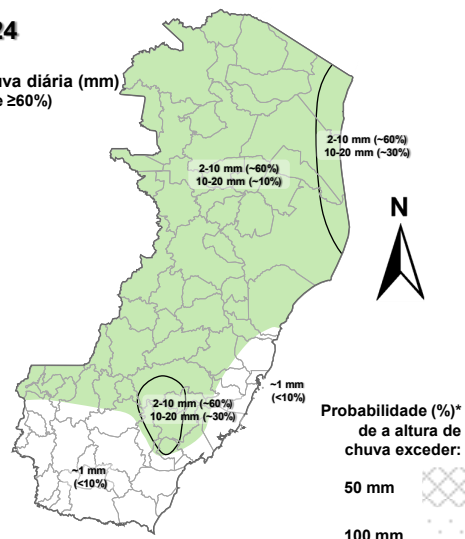 24
uva diária (mm)
e ≥60%)
2-10 mm (~60%)
10-20 mm (~30%)
2-10 mm (~60%)
10-20 mm (~10%)
N
2-10 mm (~60%)
10-20 mm (~30%)
~1 mm
(<10%)
~1 mm
(<10%)
Probabilidade (%)*
de a altura de
chuva exceder:
50 mm
100 mm